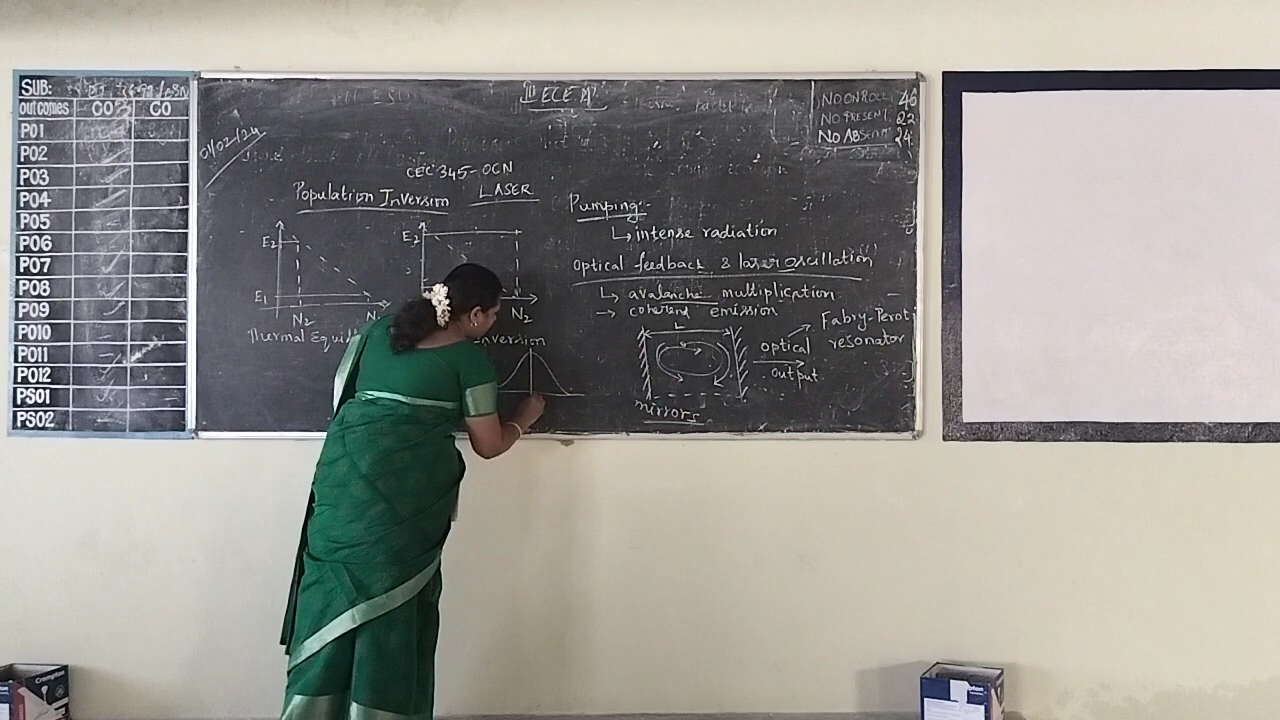 SUB:
outcomes CO3 CO
PO1
PO2
PO3
PO4
PO5
PO6
PO7
PO8
PO9
PO10
PO11
PO12
PSO1
PSO2
01/02/24
III ECE 'A'
NO ON ROLL 46
NO PRESENT 22
NO ABSENT 24
CEC 345-OCN
Population Inversion LASER
E2
E1
N2
Thermal
E2
N2
Pumping:-
↳ intense radiation
Optical feedback & laser oscillation
↳ avalanche multiplication
→ coherent emission
L
Fabry-Perot
resonator
optical
output
mirrors
Crompton